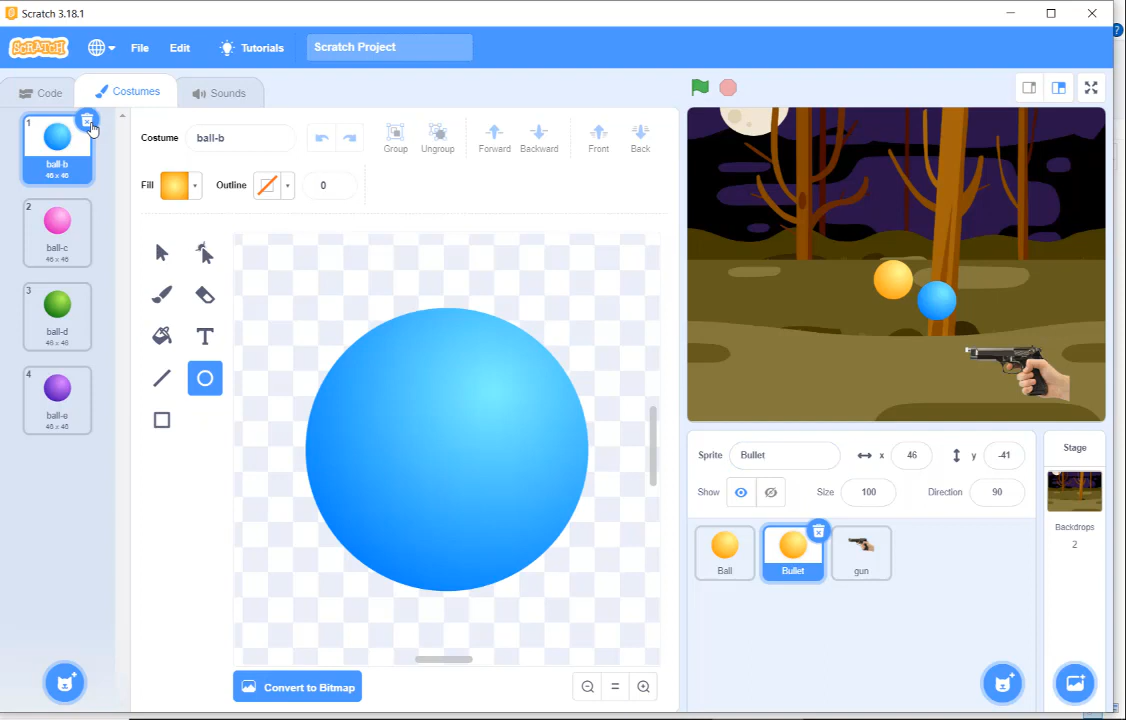 Scratch 3.18.1
SCRATCH File Edit Tutorials Scratch Project
Code Costumes Sounds
1
ball-b
46 x 46
2
ball-c
46 x 46
3
ball-d
46 x 46
4
ball-e
46 x 46
Costume ball-b Group Ungroup Forward Backward Front Back
Fill Outline 0
T
Convert to Bitmap
Sprite Bullet x 46 y -41
Show Size 100 Direction 90
Ball Bullet gun
Stage
Backdrops
2